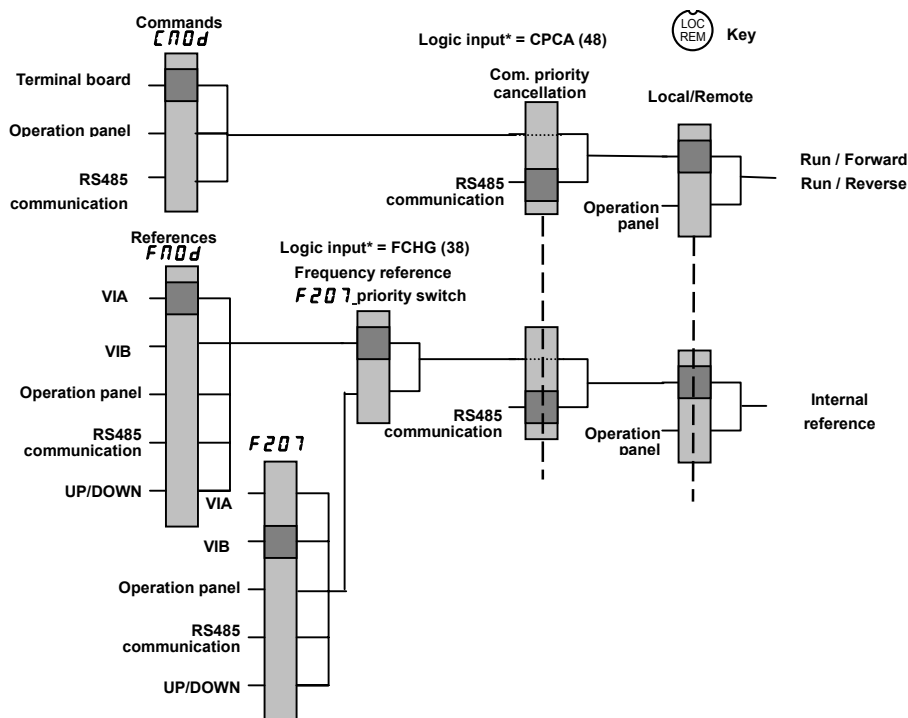 Commands
CMOd
Logic input* = CPCA (48)
LOC
REM
Key
Terminal board
Com. priority
cancellation
Local/Remote
Operation panel
RS485
communication
RS485
communication
Operation
panel
Run / Forward
Run / Reverse
References
FMOd
Logic input* = FCHG (38)
Frequency reference
F207 priority switch
VIA
VIB
Operation panel
RS485
communication
UP/DOWN
RS485
communication
Operation
panel
Internal
reference
F207
VIA
VIB
Operation panel
RS485
communication
UP/DOWN